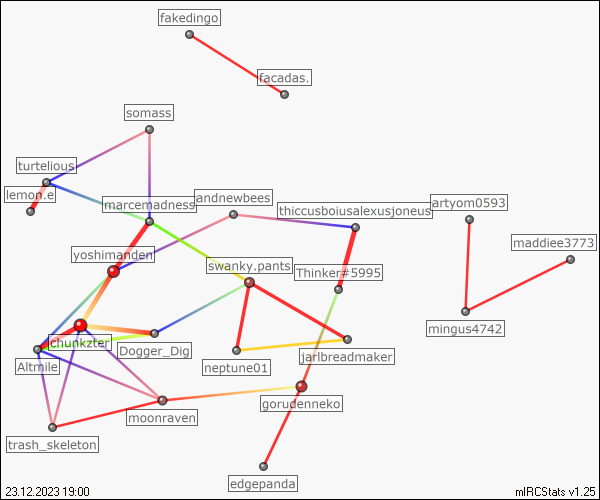 fakedingo
facadas.
somass
turtelious
lemon.e
marcemadness
andnewbees
thiccusboiusalexusjoneus
artyom0593
maddiee3773
yoshimanden
swanky.pants
Thinker#5995
mingus4742
chunkzter
Dogger_Dig
Altmile
neptune01
jarlbreadmaker
moonraven
gorudenneko
trash_skeleton
edgepanda
23.12.2023 19:00
mIRCStats v1.25